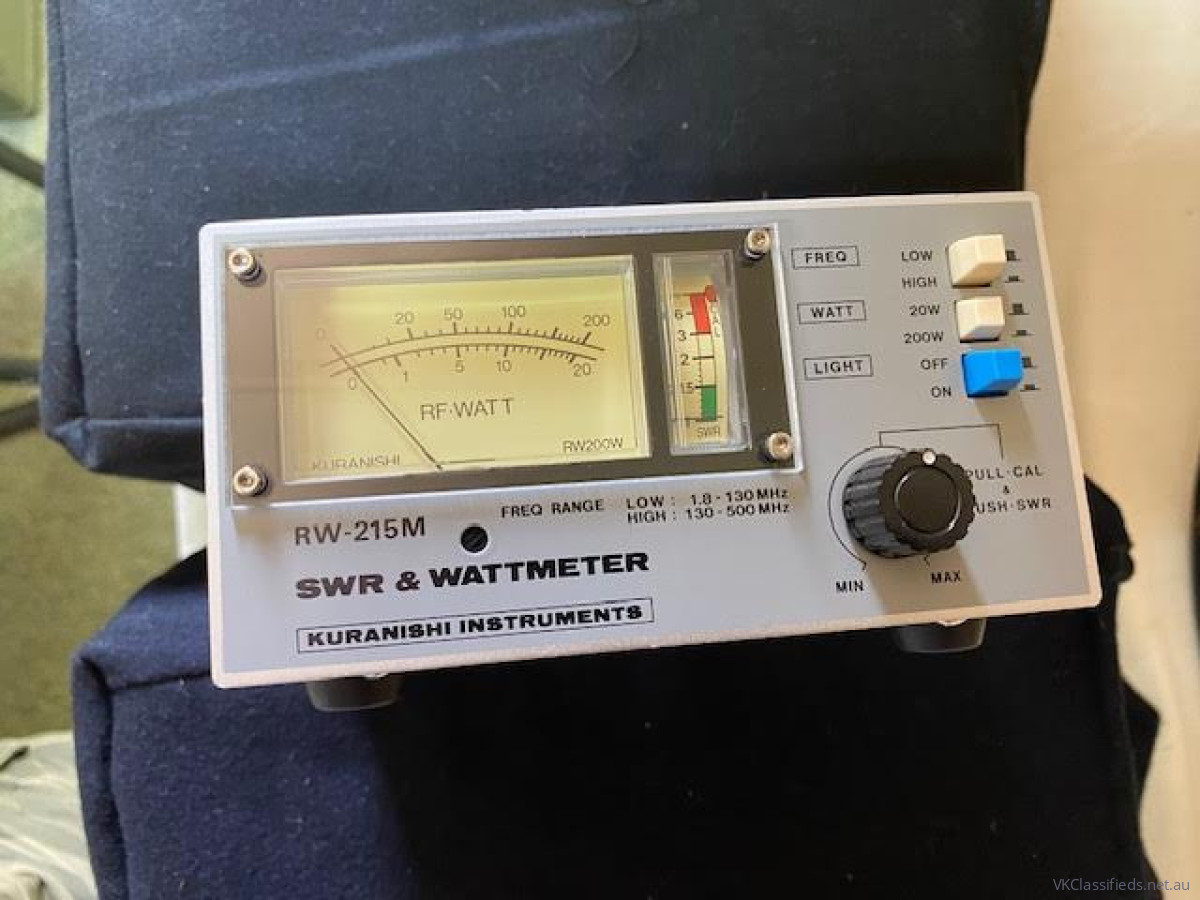 0 20 50 100 200
0 1 5 10 20
RF·WATT
KURANISHI
RW200W
6
3
2
1.5
SWR
CAL
FREQ
LOW
HIGH
WATT
20W
200W
LIGHT
OFF
ON
PULL·CAL
&
USH·SWR
MIN
MAX
FREQ RANGE LOW : 1.8 - 130 MHz
HIGH : 130 - 500 MHz
RW-215M
SWR & WATTMETER
KURANISHI INSTRUMENTS
VKClassifieds.net.au